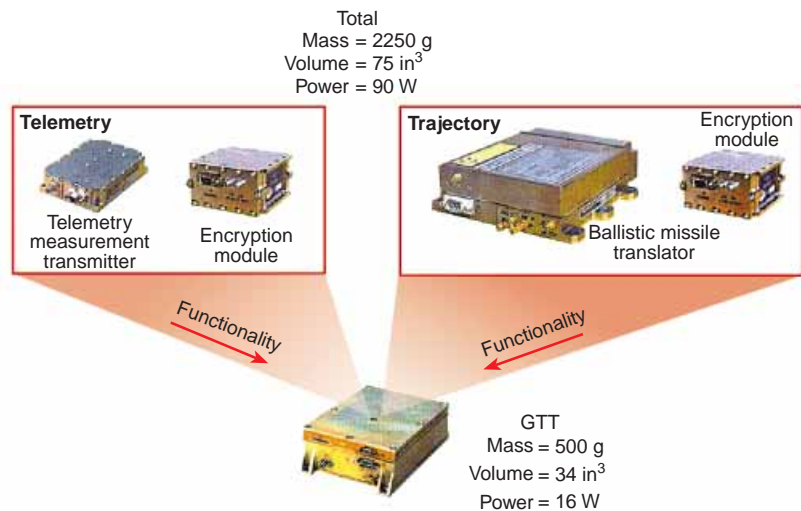 Total
Mass = 2250 g
Volume = 75 in³
Power = 90 W
Telemetry
Telemetry
measurement
transmitter
Encryption
module
Trajectory
Encryption
module
Ballistic missile
translator
Functionality
Functionality
GTT
Mass = 500 g
Volume = 34 in³
Power = 16 W